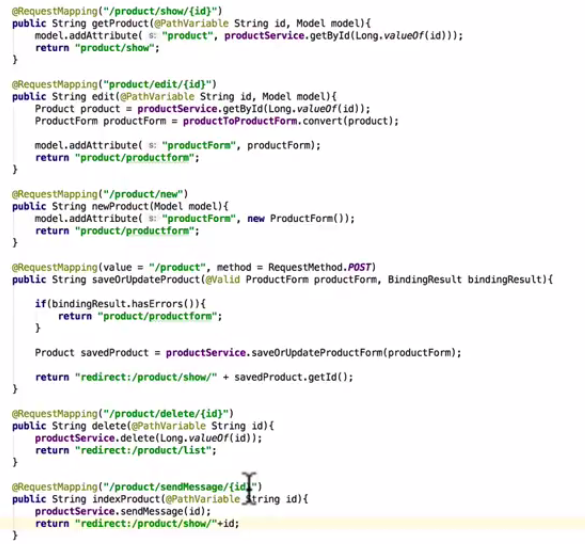 @RequestMapping("/product/show/{id}")
public String getProduct(@PathVariable String id, Model model){
model.addAttribute( s: "product", productService.getById(Long.valueOf(id)));
return "product/show";
}
@RequestMapping("product/edit/{id}")
public String edit(@PathVariable String id, Model model){
Product product = productService.getById(Long.valueOf(id));
ProductForm productForm = productToProductForm.convert(product);
model.addAttribute( s: "productForm", productForm);
return "product/productform";
}
@RequestMapping("/product/new")
public String newProduct(Model model){
model.addAttribute( s: "productForm", new ProductForm());
return "product/productform";
}
@RequestMapping(value = "/product", method = RequestMethod.POST)
public String saveOrUpdateProduct(@Valid ProductForm productForm, BindingResult bindingResult){
if(bindingResult.hasErrors()){
return "product/productform";
}
Product savedProduct = productService.saveOrUpdateProductForm(productForm);
return "redirect:/product/show/" + savedProduct.getId();
}
@RequestMapping("/product/delete/{id}")
public String delete(@PathVariable String id){
productService.delete(Long.valueOf(id));
return "redirect:/product/list";
}
@RequestMapping("/product/sendMessage/{id}")
public String indexProduct(@PathVariable String id){
productService.sendMessage(id);
return "redirect:/product/show/"+id;
}